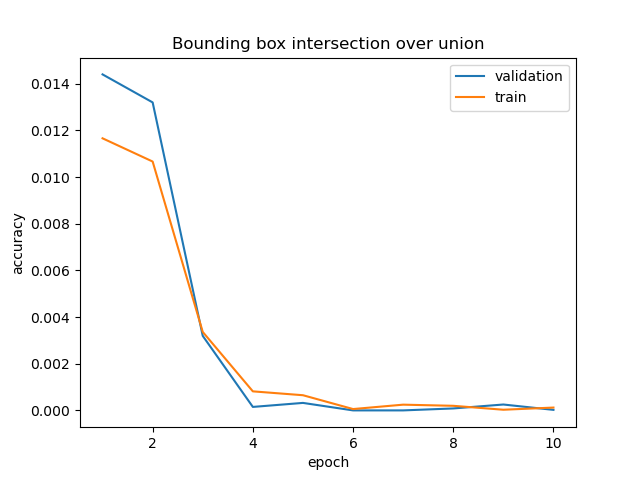 Bounding box intersection over union
validation
train
0.014
0.012
0.010
0.008
0.006
0.004
0.002
0.000
accuracy
2 4 6 8 10
epoch